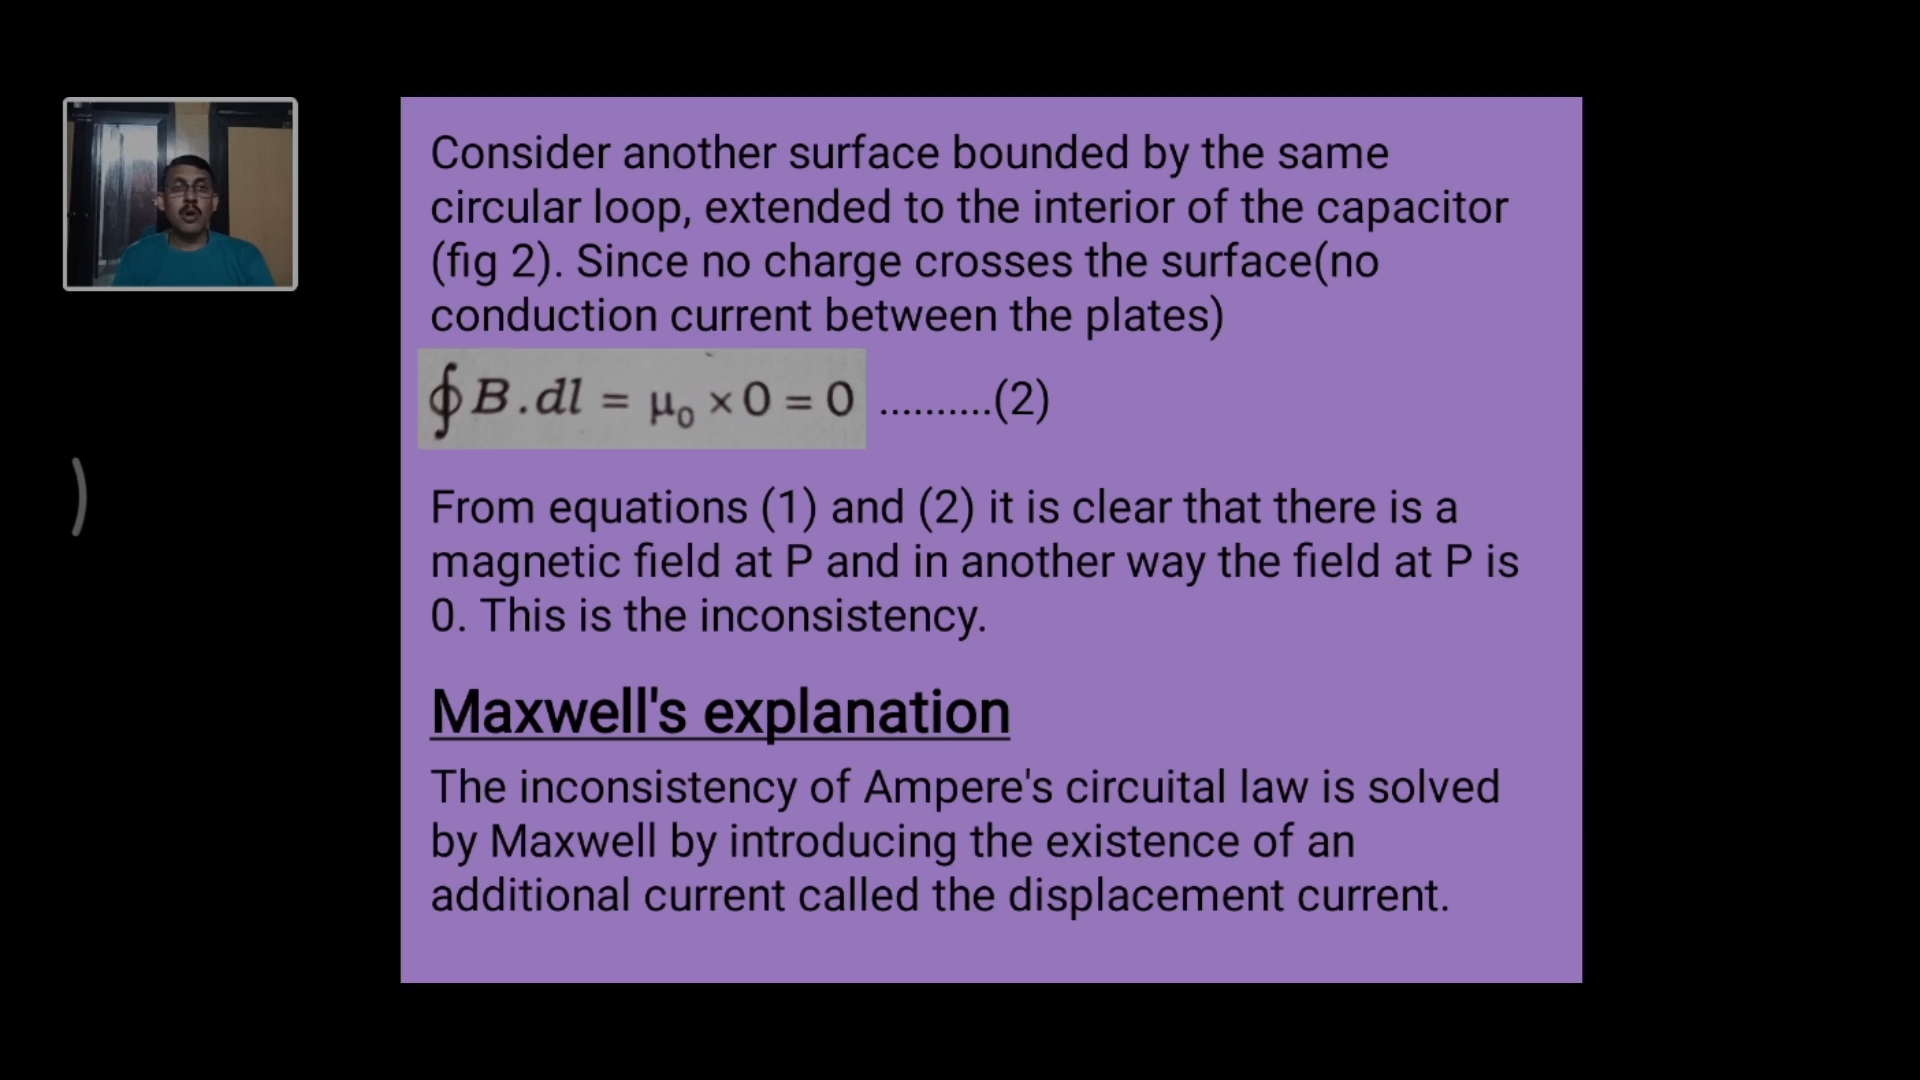 Consider another surface bounded by the same
circular loop, extended to the interior of the capacitor
(fig 2). Since no charge crosses the surface(no
conduction current between the plates)
∮B.dl = μ₀ ×0 = 0 ..........(2)
From equations (1) and (2) it is clear that there is a
magnetic field at P and in another way the field at P is
0. This is the inconsistency.
Maxwell's explanation
The inconsistency of Ampere's circuital law is solved
by Maxwell by introducing the existence of an
additional current called the displacement current.